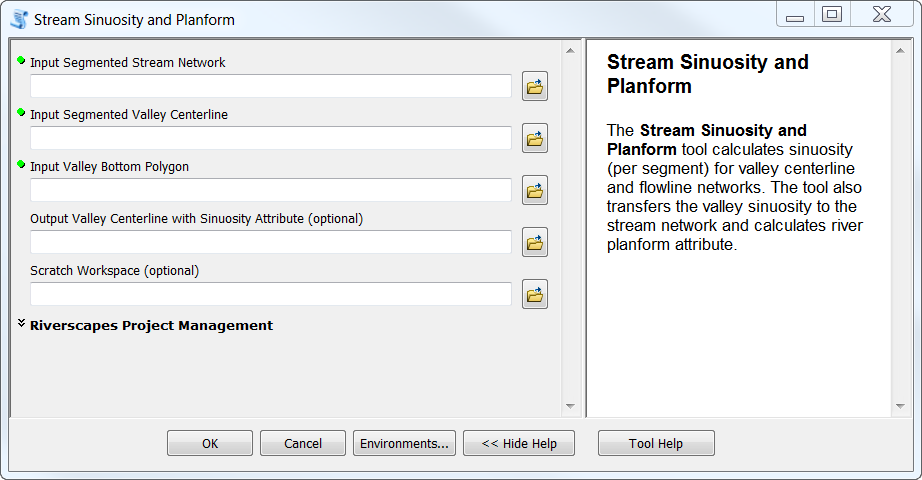 Stream Sinuosity and Planform
Input Segmented Stream Network
Input Segmented Valley Centerline
Input Valley Bottom Polygon
Output Valley Centerline with Sinuosity Attribute (optional)
Scratch Workspace (optional)
Riverscapes Project Management
Stream Sinuosity and
Planform
The Stream Sinuosity and
Planform tool calculates sinuosity
(per segment) for valley centerline
and flowline networks. The tool also
transfers the valley sinuosity to the
stream network and calculates river
planform attribute.
OK Cancel Environments... << Hide Help Tool Help